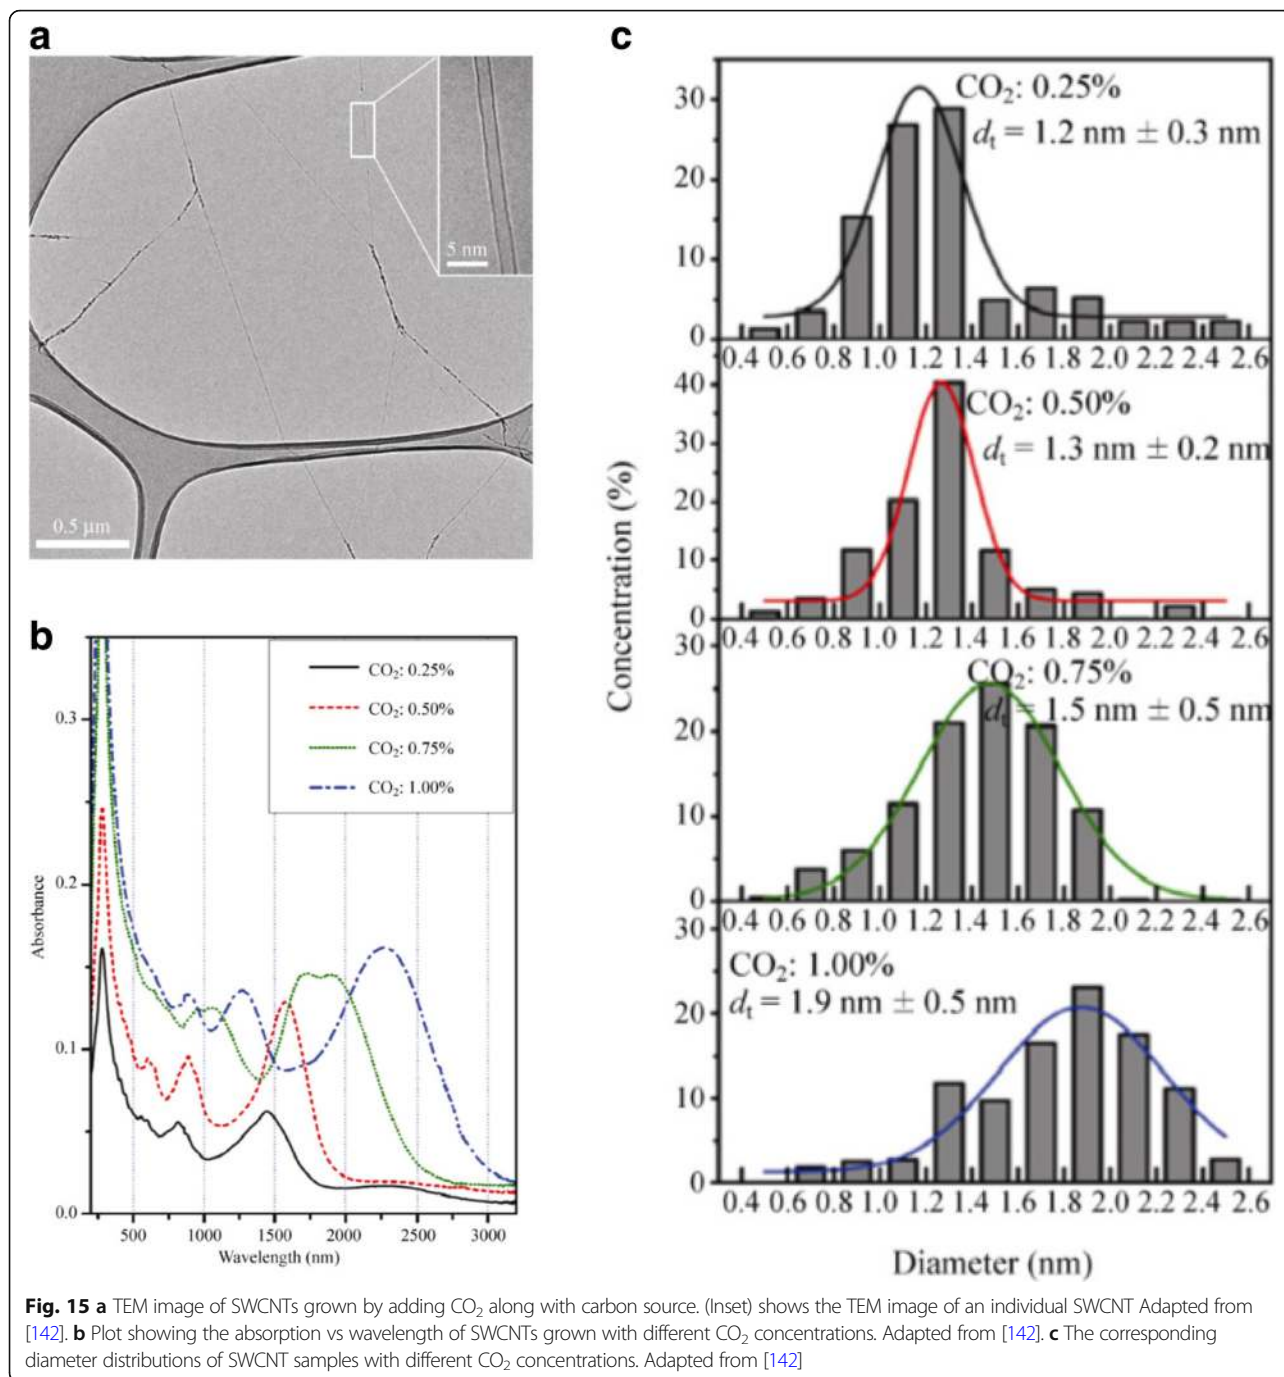 a
5 nm
0.5 μm
b
0.3
0.2
0.1
0.0
Absorbance
CO₂: 0.25%
CO₂: 0.50%
CO₂: 0.75%
CO₂: 1.00%
500 1000 1500 2000 2500 3000
Wavelength (nm)
c
Concentration (%)
30
20
10
0
CO₂: 0.25%
dₜ = 1.2 nm ± 0.3 nm
0.4 0.6 0.8 1.0 1.2 1.4 1.6 1.8 2.0 2.2 2.4 2.6
40
30
20
10
0
CO₂: 0.50%
dₜ = 1.3 nm ± 0.2 nm
0.4 0.6 0.8 1.0 1.2 1.4 1.6 1.8 2.0 2.2 2.4 2.6
30
20
10
0
CO₂: 0.75%
dₜ = 1.5 nm ± 0.5 nm
0.4 0.6 0.8 1.0 1.2 1.4 1.6 1.8 2.0 2.2 2.4 2.6
30
20
10
0
CO₂: 1.00%
dₜ = 1.9 nm ± 0.5 nm
0.4 0.6 0.8 1.0 1.2 1.4 1.6 1.8 2.0 2.2 2.4 2.6
Diameter (nm)
Fig. 15 a TEM image of SWCNTs grown by adding CO₂ along with carbon source. (Inset) shows the TEM image of an individual SWCNT Adapted from
[142]. b Plot showing the absorption vs wavelength of SWCNTs grown with different CO₂ concentrations. Adapted from [142]. c The corresponding
diameter distributions of SWCNT samples with different CO₂ concentrations. Adapted from [142]